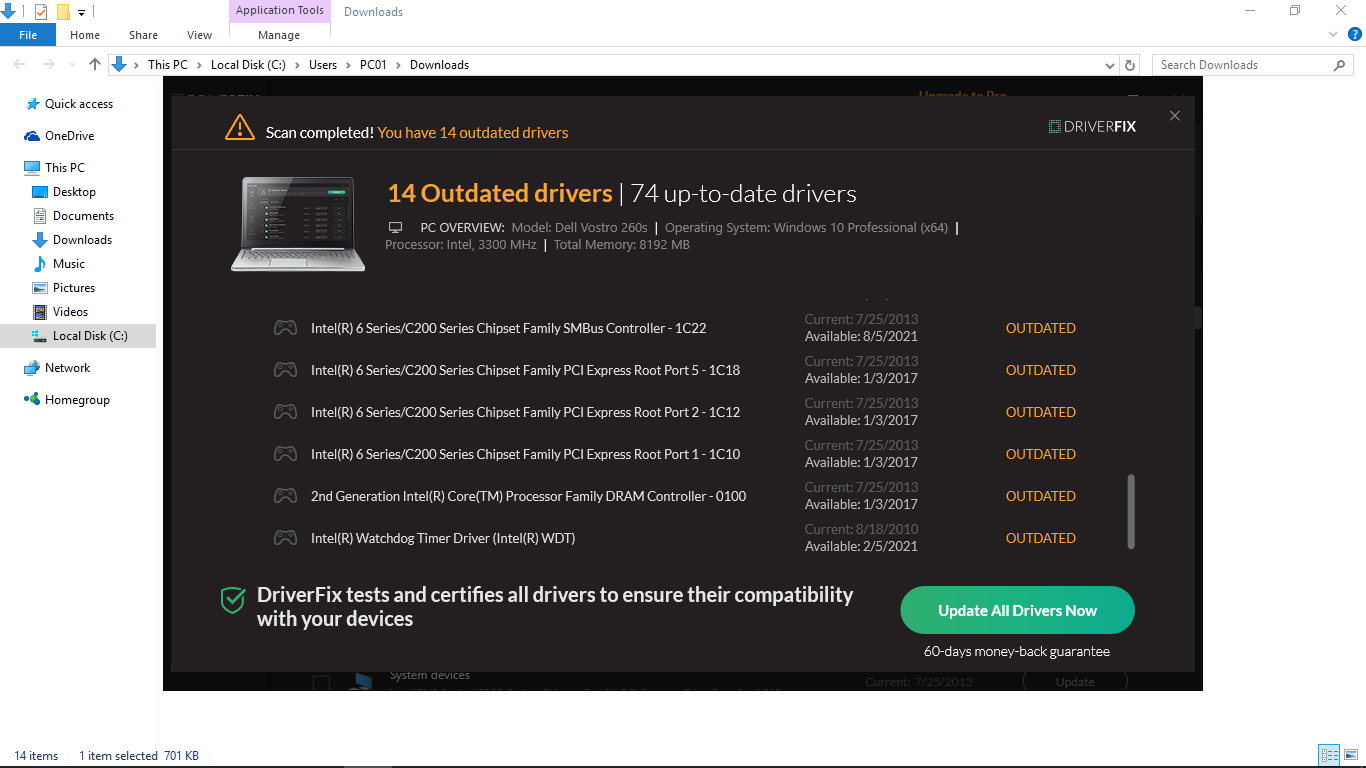 Application Tools
Downloads
File
Home
Share
View
Manage
This PC
Local Disk (C:)
Users
PC01
Downloads
Search Downloads
Quick access
OneDrive
This PC
Desktop
Documents
Downloads
Music
Pictures
Videos
Local Disk (C:)
Network
Homegroup
Upgrade to Pro
Scan completed! You have 14 outdated drivers
DRIVERFIX
14 Outdated drivers | 74 up-to-date drivers
PC OVERVIEW: Model: Dell Vostro 260s | Operating System: Windows 10 Professional (x64) |
Processor: Intel, 3300 MHz | Total Memory: 8192 MB
Intel(R) 6 Series/C200 Series Chipset Family SMBus Controller - 1C22
Current: 7/25/2013
Available: 8/5/2021
OUTDATED
Intel(R) 6 Series/C200 Series Chipset Family PCI Express Root Port 5 - 1C18
Current: 7/25/2013
Available: 1/3/2017
OUTDATED
Intel(R) 6 Series/C200 Series Chipset Family PCI Express Root Port 2 - 1C12
Current: 7/25/2013
Available: 1/3/2017
OUTDATED
Intel(R) 6 Series/C200 Series Chipset Family PCI Express Root Port 1 - 1C10
Current: 7/25/2013
Available: 1/3/2017
OUTDATED
2nd Generation Intel(R) Core(TM) Processor Family DRAM Controller - 0100
Current: 7/25/2013
Available: 1/3/2017
OUTDATED
Intel(R) Watchdog Timer Driver (Intel(R) WDT)
Current: 8/18/2010
Available: 2/5/2021
OUTDATED
DriverFix tests and certifies all drivers to ensure their compatibility
with your devices
Update All Drivers Now
60-days money-back guarantee
System devices
Current: 7/25/2013
Update
14 items
1 item selected 701 KB